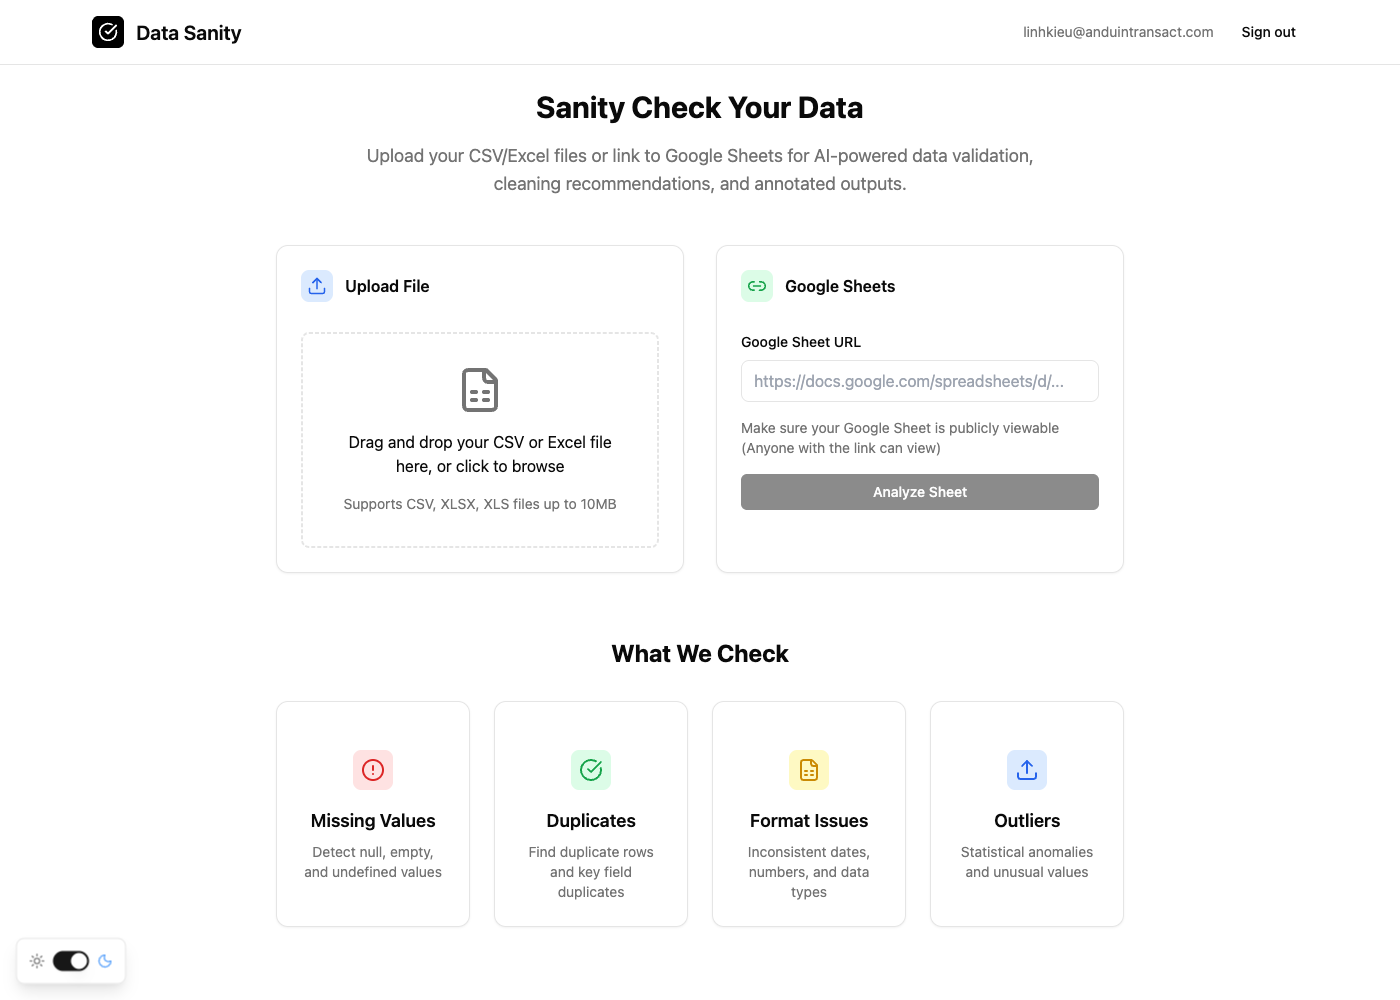 Data Sanity
linhkieu@anduintransact.com
Sign out
Sanity Check Your Data
Upload your CSV/Excel files or link to Google Sheets for AI-powered data validation,
cleaning recommendations, and annotated outputs.
Upload File
Drag and drop your CSV or Excel file
here, or click to browse
Supports CSV, XLSX, XLS files up to 10MB
Google Sheets
Google Sheet URL
https://docs.google.com/spreadsheets/d/...
Make sure your Google Sheet is publicly viewable
(Anyone with the link can view)
Analyze Sheet
What We Check
Missing Values
Detect null, empty,
and undefined values
Duplicates
Find duplicate rows
and key field
duplicates
Format Issues
Inconsistent dates,
numbers, and data
types
Outliers
Statistical anomalies
and unusual values